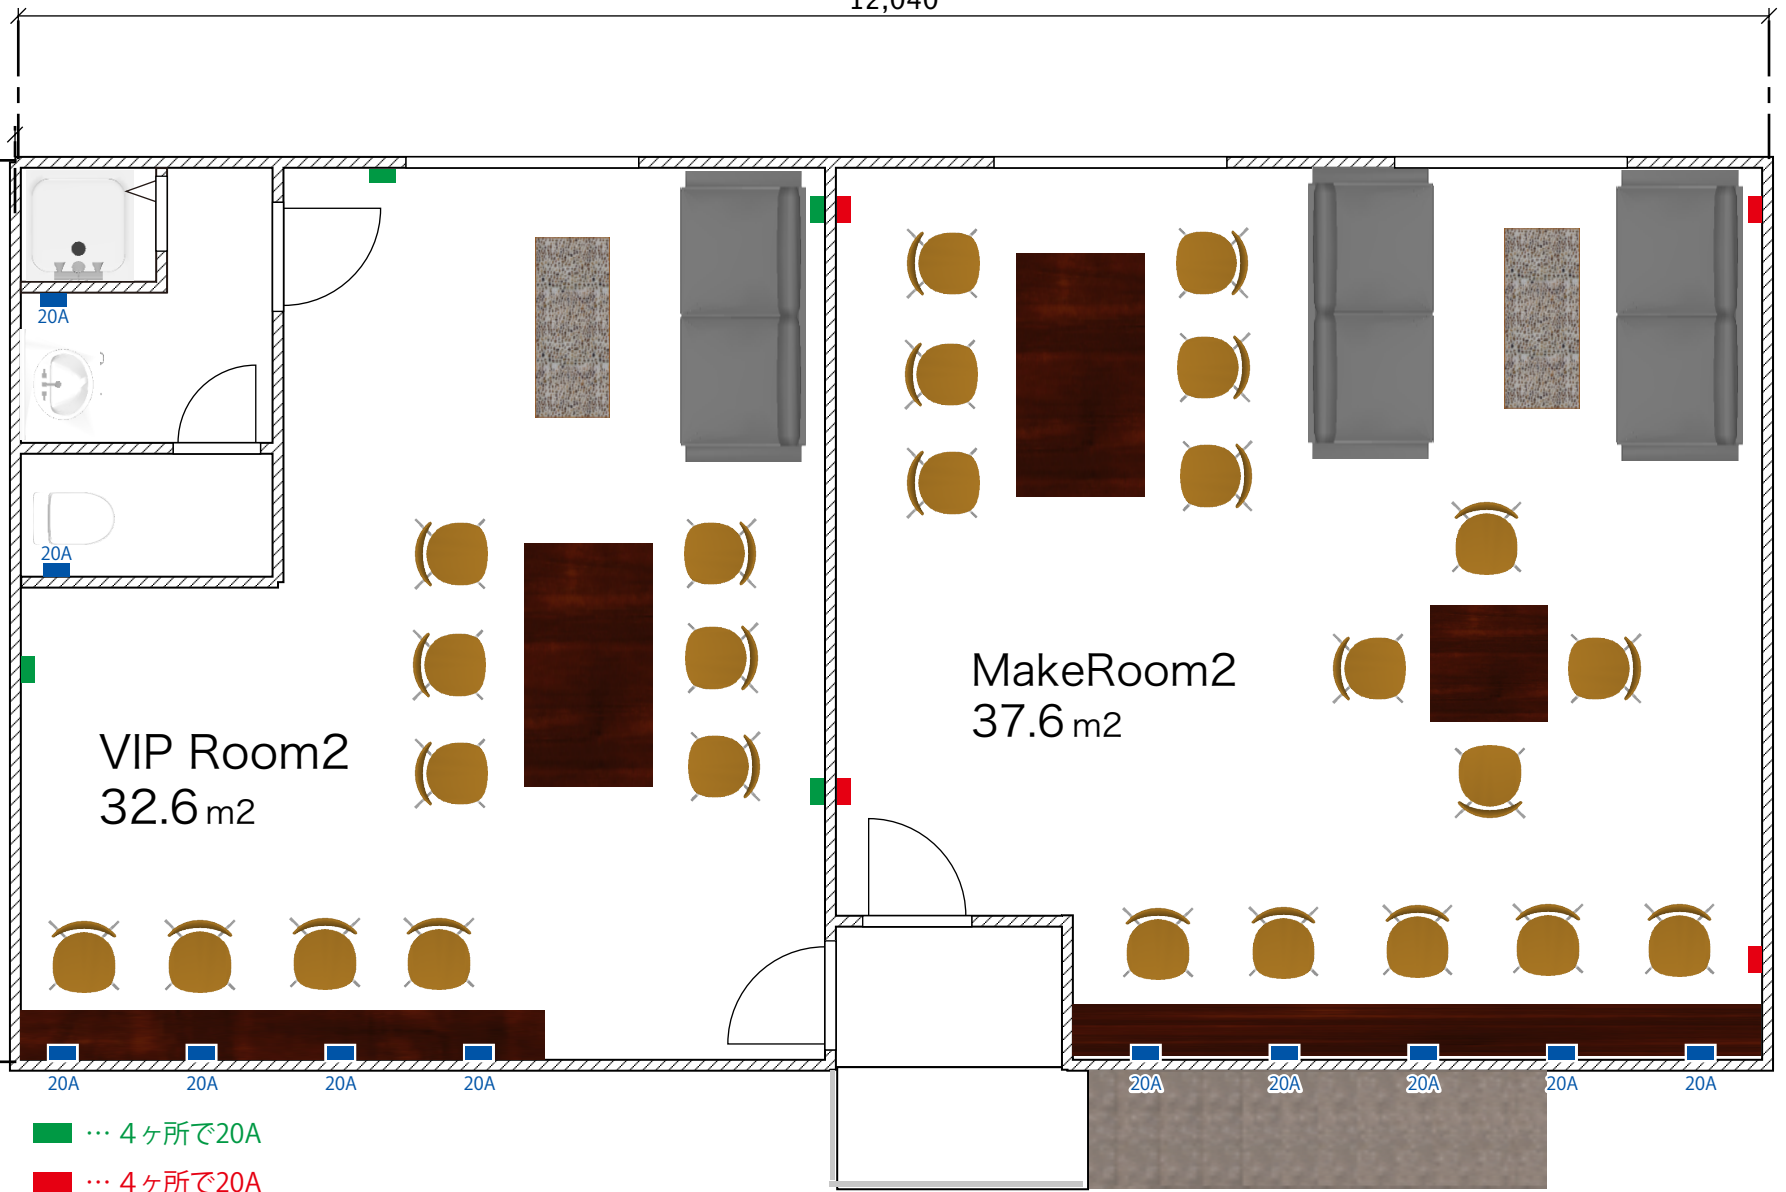 12,040
20A
20A
VIP Room2
32.6 m2
MakeRoom2
37.6 m2
20A 20A 20A 20A
20A 20A 20A 20A 20A
… 4ヶ所で20A
… 4ヶ所で20A